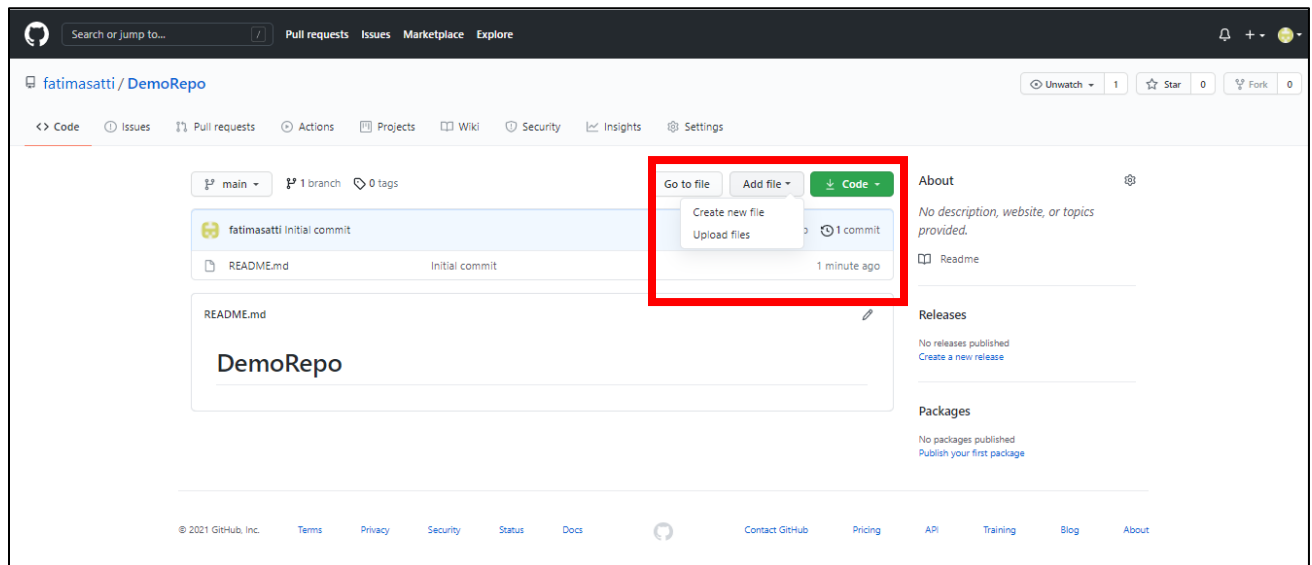 Search or jump to... /
Pull requests Issues Marketplace Explore
fatimasatti / DemoRepo
Unwatch 1 Star 0 Fork 0
<> Code Issues Pull requests Actions Projects Wiki Security Insights Settings
main 1 branch 0 tags
Go to file Add file Code
Create new file
Upload files
fatimasatti Initial commit
1 commit
README.md Initial commit 1 minute ago
README.md
DemoRepo
About
No description, website, or topics
provided.
Readme
Releases
No releases published
Create a new release
Packages
No packages published
Publish your first package
© 2021 GitHub, Inc. Terms Privacy Security Status Docs Contact GitHub Pricing API Training Blog About